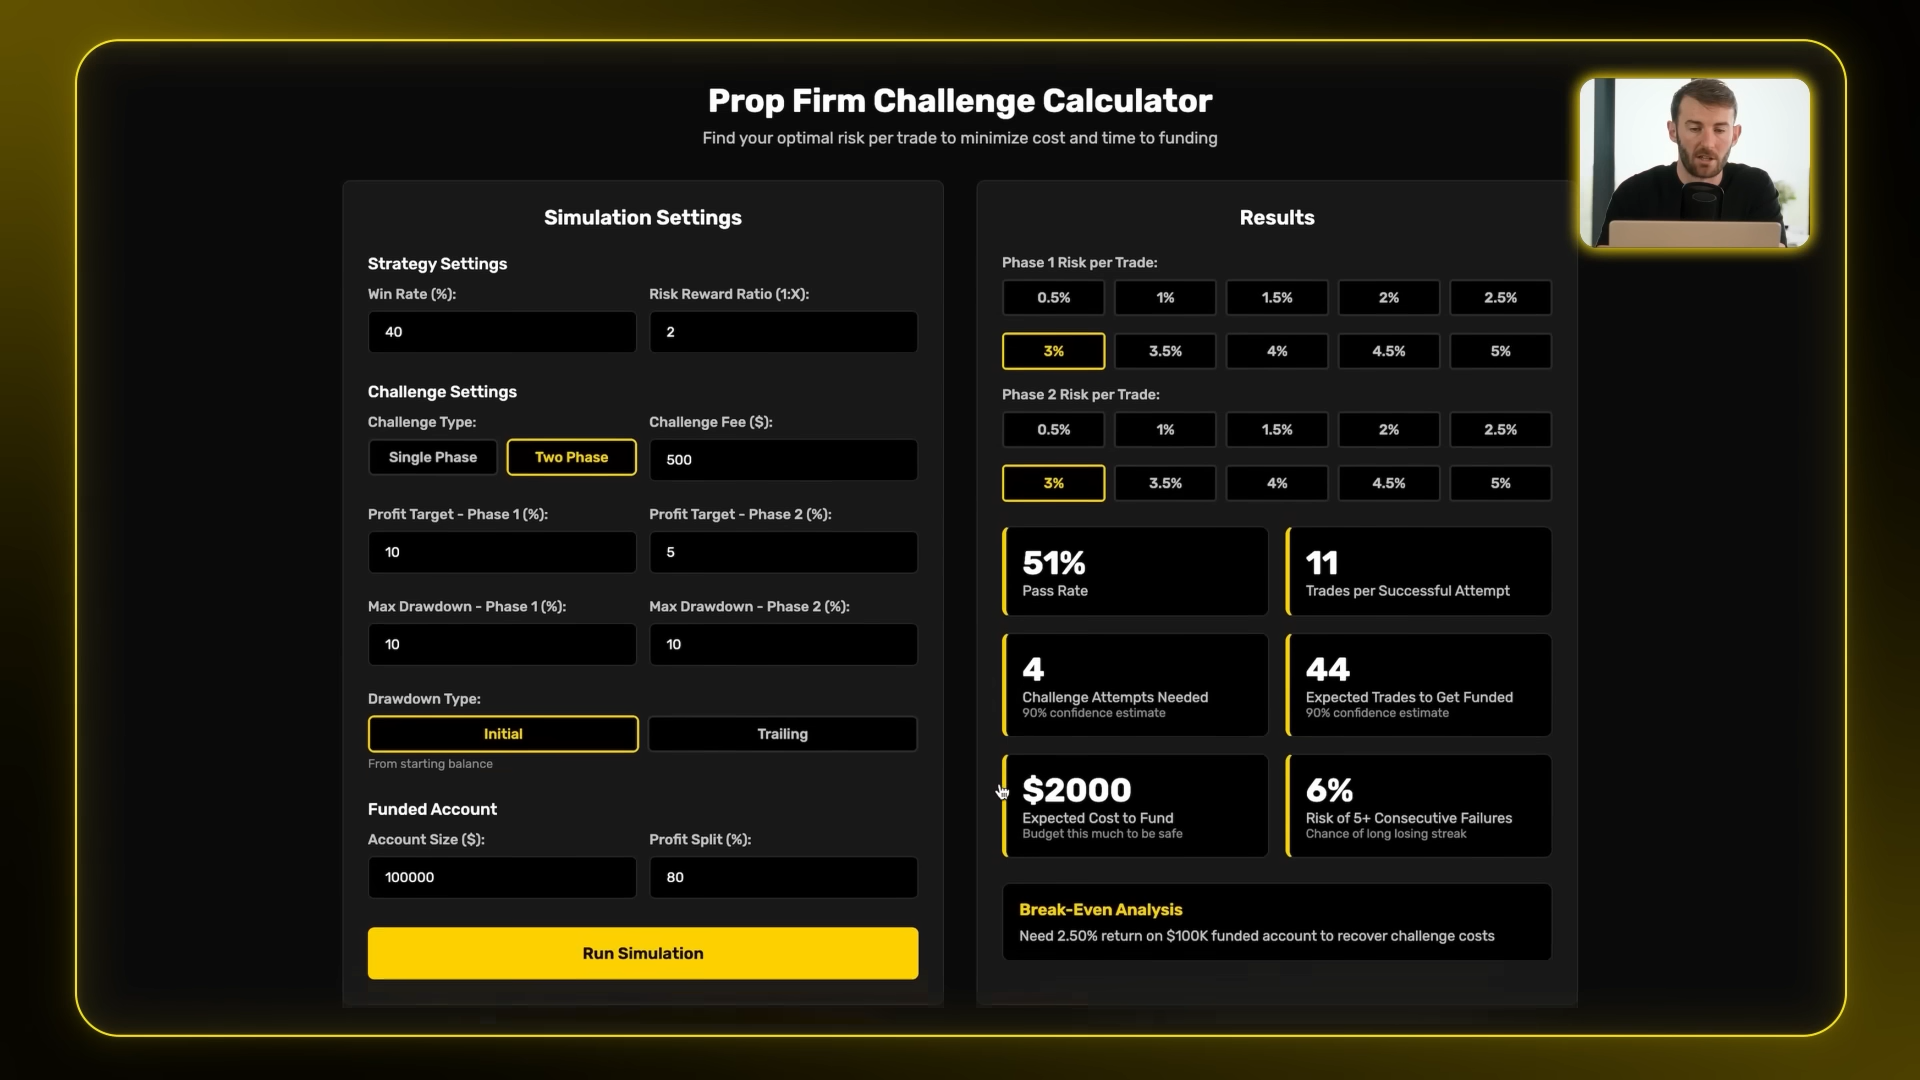 Prop Firm Challenge Calculator
Find your optimal risk per trade to minimize cost and time to funding
Simulation Settings
Strategy Settings
Win Rate (%):
Risk Reward Ratio (1:X):
40
2
Challenge Settings
Challenge Type:
Challenge Fee ($):
Single Phase
Two Phase
500
Profit Target - Phase 1 (%):
Profit Target - Phase 2 (%):
10
5
Max Drawdown - Phase 1 (%):
Max Drawdown - Phase 2 (%):
10
10
Drawdown Type:
Initial
Trailing
From starting balance
Funded Account
Account Size ($):
Profit Split (%):
100000
80
Run Simulation
Results
Phase 1 Risk per Trade:
0.5%
1%
1.5%
2%
2.5%
3%
3.5%
4%
4.5%
5%
Phase 2 Risk per Trade:
0.5%
1%
1.5%
2%
2.5%
3%
3.5%
4%
4.5%
5%
51%
Pass Rate
11
Trades per Successful Attempt
4
Challenge Attempts Needed
90% confidence estimate
44
Expected Trades to Get Funded
90% confidence estimate
$2000
Expected Cost to Fund
Budget this much to be safe
6%
Risk of 5+ Consecutive Failures
Chance of long losing streak
Break-Even Analysis
Need 2.50% return on $100K funded account to recover challenge costs